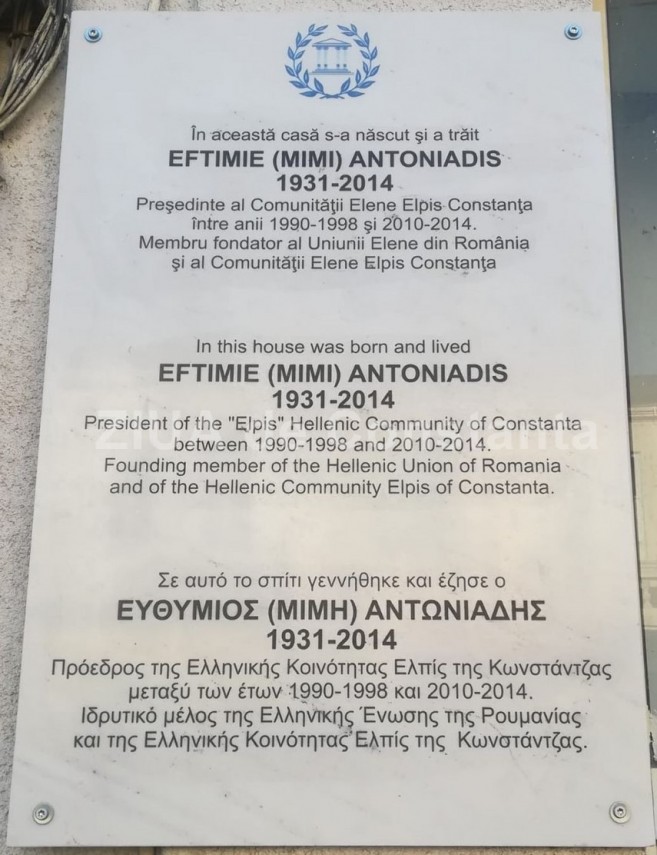 În această casă s-a născut şi a trăit
EFTIMIE (MIMI) ANTONIADIS
1931-2014
Preşedinte al Comunităţii Elene Elpis Constanţa
între anii 1990-1998 şi 2010-2014.
Membru fondator al Uniunii Elene din România
şi al Comunităţii Elene Elpis Constanţa
In this house was born and lived
EFTIMIE (MIMI) ANTONIADIS
1931-2014
President of the "Elpis" Hellenic Community of Constanta
between 1990-1998 and 2010-2014.
Founding member of the Hellenic Union of Romania
and of the Hellenic Community Elpis of Constanta.
Σε αυτό το σπίτι γεννήθηκε και έζησε ο
ΕΥΘΥΜΙΟΣ (ΜΙΜΗ) ΑΝΤΩΝΙΑΔΗΣ
1931-2014
Πρόεδρος της Ελληνικής Κοινότητας Ελπίς της Κωνστάντζας
μεταξύ των έτων 1990-1998 και 2010-2014.
Ιδρυτικό μέλος της Ελληνικής Ένωσης της Ρουμανίας
και της Ελληνικής Κοινότητας Ελπίς της Κωνστάντζας.